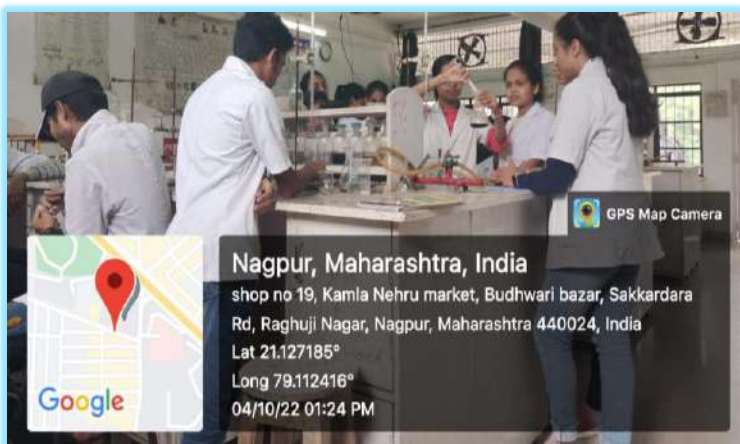 GPS Map Camera
Nagpur, Maharashtra, India
shop no 19, Kamla Nehru market, Budhwari bazar, Sakkardara
Rd, Raghuji Nagar, Nagpur, Maharashtra 440024, India
Lat 21.127185°
Long 79.112416°
04/10/22 01:24 PM
Google